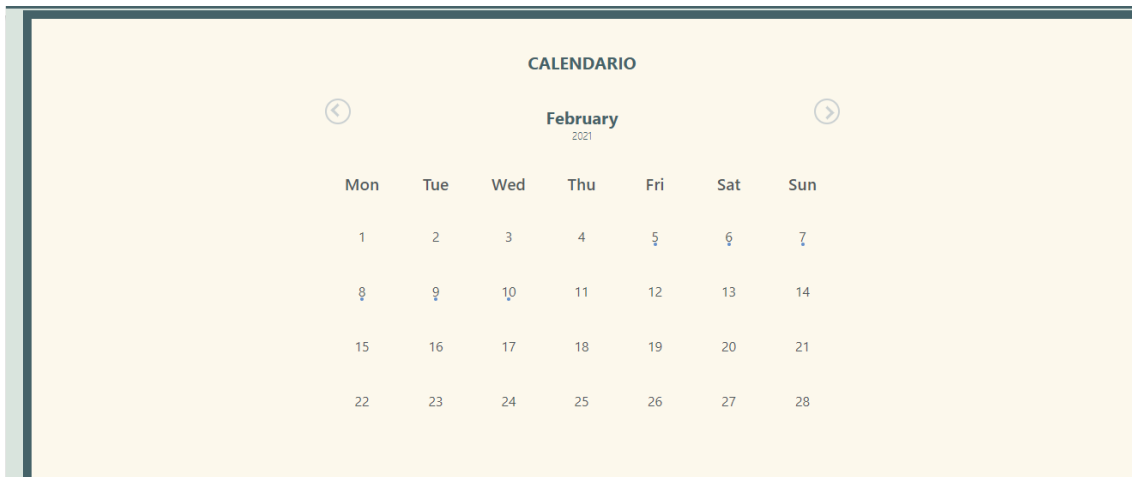 CALENDARIO
February
2021
Mon Tue Wed Thu Fri Sat Sun
1 2 3 4 5 6 7
8 9 10 11 12 13 14
15 16 17 18 19 20 21
22 23 24 25 26 27 28